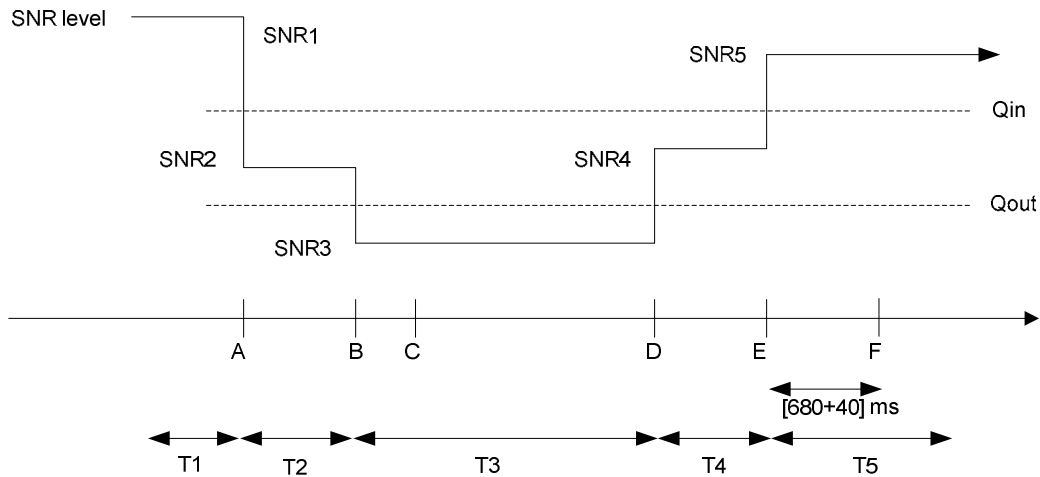 SNR level
SNR1
SNR5
Qin
SNR2
SNR4
Qout
SNR3
A
B
C
D
E
F
[680+40] ms
T1
T2
T3
T4
T5